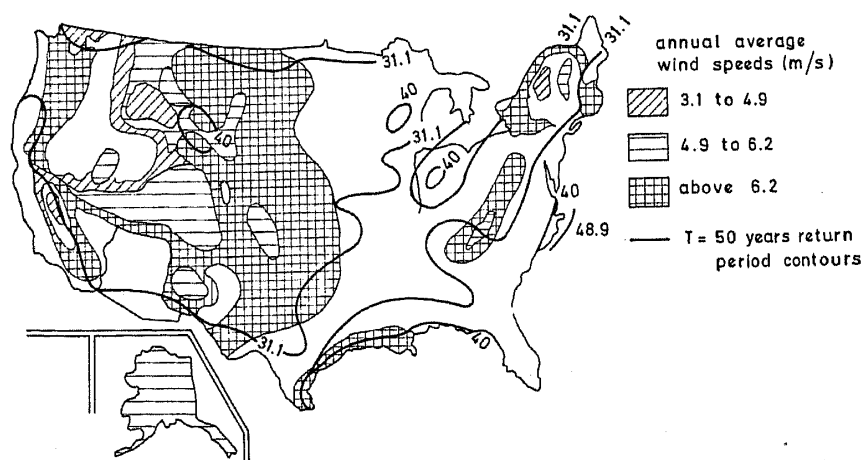 31.1
31.1
31.1
40
40
31.1
40
40
40
48.9
31.1
40
annual average
wind speeds (m/s)
3.1 to 4.9
4.9 to 6.2
above 6.2
T= 50 years return
period contours